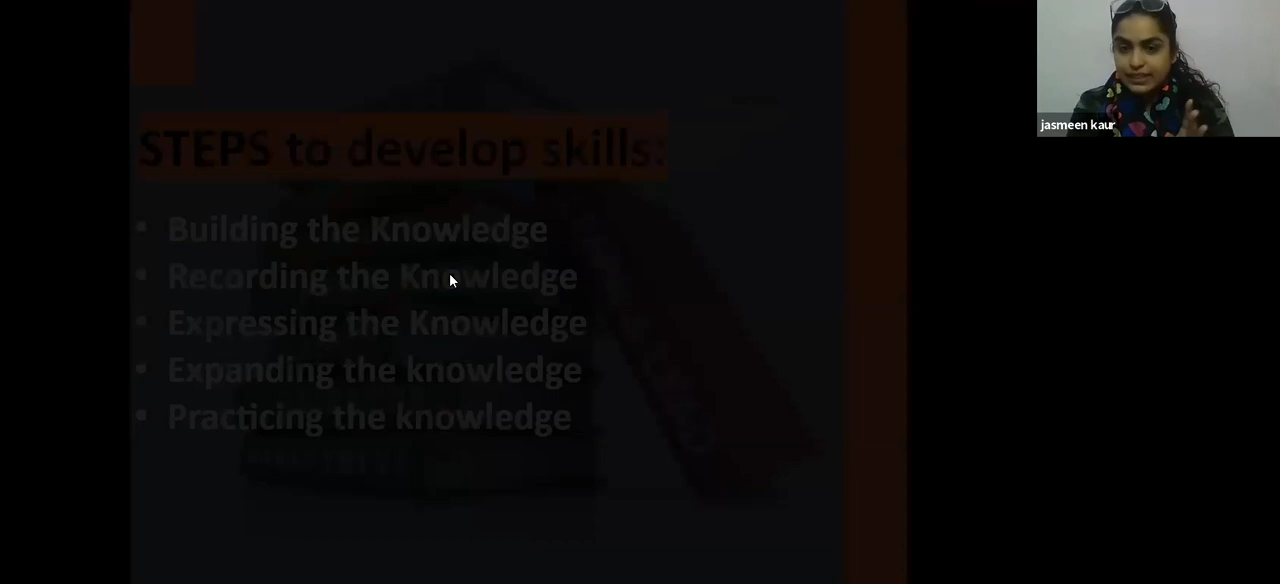 STEPS to develop skills:
• Building the Knowledge
• Recording the Knowledge
• Expressing the Knowledge
• Expanding the knowledge
• Practicing the knowledge
jasmeen kaur